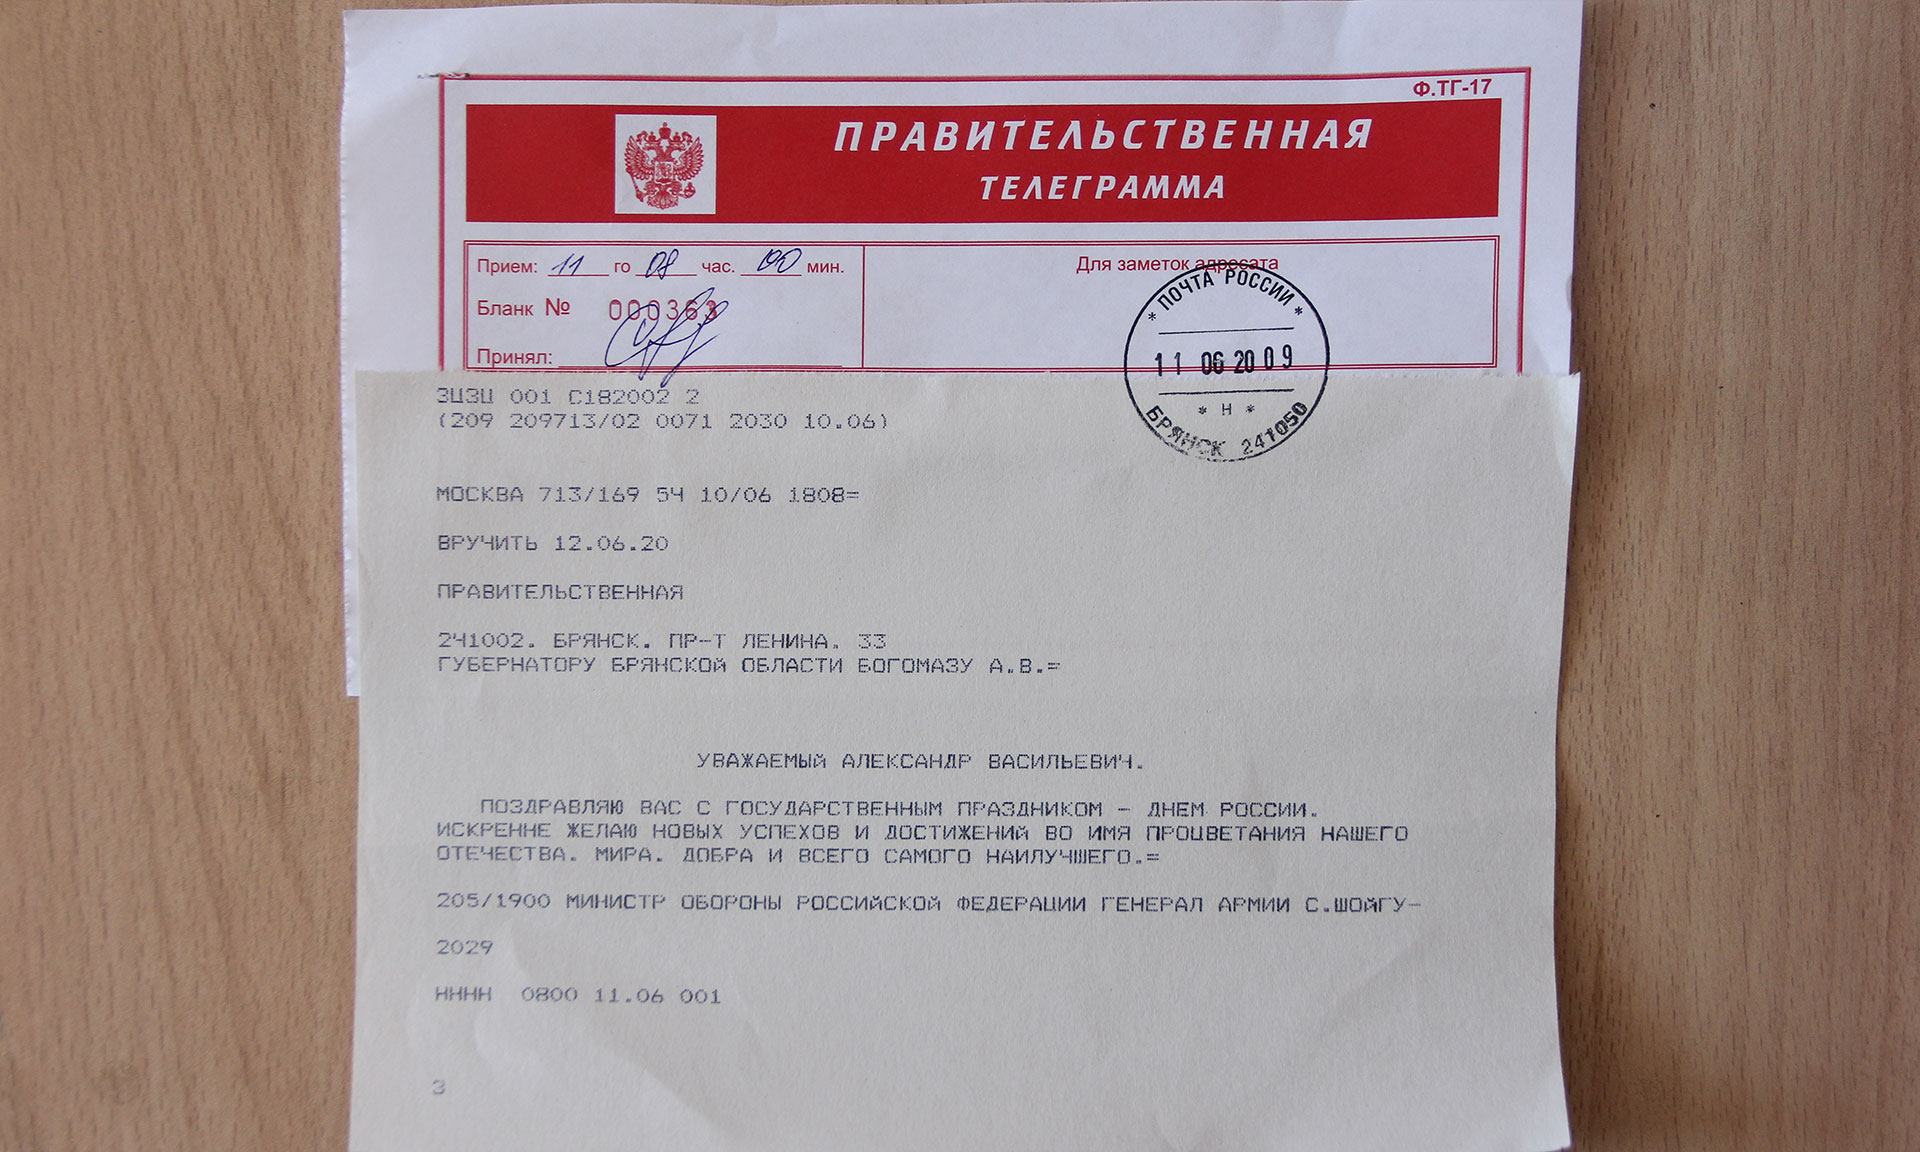 Ф.ТГ-17
ПРАВИТЕЛЬСТВЕННАЯ
ТЕЛЕГРАММА
Прием: 11 го 08 час. 00 мин.
Для заметок адресата
Бланк № 000363
Принял:
* ПОЧТА РОССИИ *
11 06 20 09
* Н *
БРЯНСК 241050
ЗЦЗЦ 001 С182002 2
(209 209713/02 0071 2030 10.06)
МОСКВА 713/169 54 10/06 1808=
ВРУЧИТЬ 12.06.20
ПРАВИТЕЛЬСТВЕННАЯ
241002. БРЯНСК. ПР-Т ЛЕНИНА. 33
ГУБЕРНАТОРУ БРЯНСКОЙ ОБЛАСТИ БОГОМАЗУ А.В.=
УВАЖАЕМЫЙ АЛЕКСАНДР ВАСИЛЬЕВИЧ.
ПОЗДРАВЛЯЮ ВАС С ГОСУДАРСТВЕННЫМ ПРАЗДНИКОМ - ДНЕМ РОССИИ.
ИСКРЕННЕ ЖЕЛАЮ НОВЫХ УСПЕХОВ И ДОСТИЖЕНИЙ ВО ИМЯ ПРОЦВЕТАНИЯ НАШЕГО
ОТЕЧЕСТВА. МИРА. ДОБРА И ВСЕГО САМОГО НАИЛУЧШЕГО.=
205/1900 МИНИСТР ОБОРОНЫ РОССИЙСКОЙ ФЕДЕРАЦИИ ГЕНЕРАЛ АРМИИ С.ШОЙГУ-
2029
НННН 0800 11.06 001
3